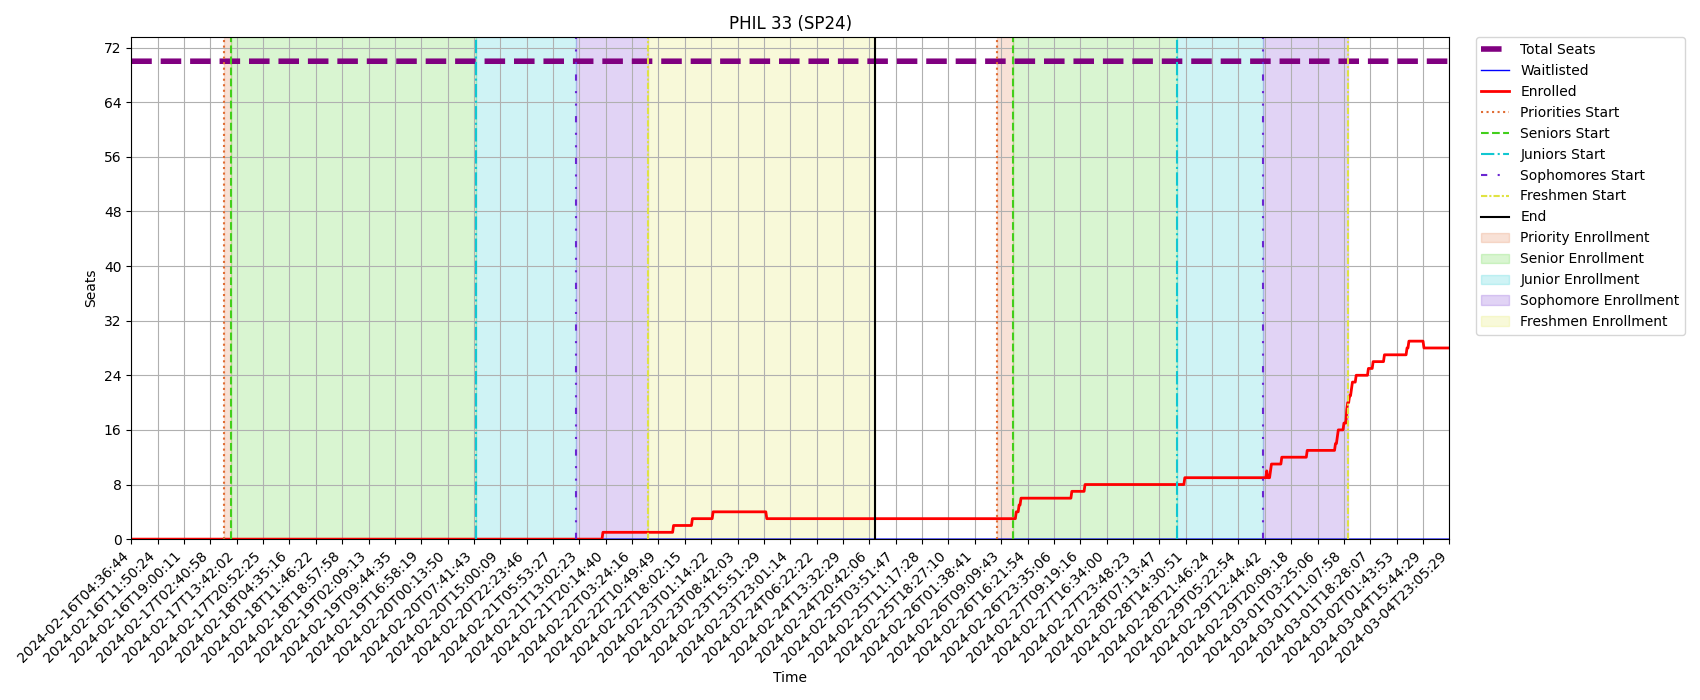 PHIL 33 (SP24)
72
64
56
48
40
32
24
16
8
0
Seats
2024-02-16T04:36:44
2024-02-16T11:50:24
2024-02-16T19:00:11
2024-02-17T02:40:58
2024-02-17T13:42:02
2024-02-17T20:52:25
2024-02-18T04:35:16
2024-02-18T11:46:22
2024-02-18T18:57:58
2024-02-19T02:09:13
2024-02-19T09:44:35
2024-02-19T16:58:19
2024-02-20T00:13:50
2024-02-20T07:41:43
2024-02-20T15:00:09
2024-02-20T22:23:46
2024-02-21T05:53:27
2024-02-21T13:02:23
2024-02-21T20:14:40
2024-02-22T03:24:16
2024-02-22T10:49:49
2024-02-22T18:02:15
2024-02-23T01:14:22
2024-02-23T08:42:03
2024-02-23T15:51:29
2024-02-23T23:01:14
2024-02-24T06:22:22
2024-02-24T13:32:29
2024-02-24T20:42:06
2024-02-25T03:51:47
2024-02-25T11:17:28
2024-02-25T18:27:10
2024-02-26T01:38:41
2024-02-26T09:09:43
2024-02-26T16:21:54
2024-02-26T23:35:06
2024-02-27T09:19:16
2024-02-27T16:34:00
2024-02-27T23:48:23
2024-02-28T07:13:47
2024-02-28T14:30:51
2024-02-28T21:46:24
2024-02-29T05:22:54
2024-02-29T12:44:42
2024-02-29T20:09:18
2024-03-01T03:25:06
2024-03-01T11:07:58
2024-03-01T18:28:07
2024-03-02T01:43:53
2024-03-04T15:44:29
2024-03-04T23:05:29
Time
Total Seats
Waitlisted
Enrolled
Priorities Start
Seniors Start
Juniors Start
Sophomores Start
Freshmen Start
End
Priority Enrollment
Senior Enrollment
Junior Enrollment
Sophomore Enrollment
Freshmen Enrollment